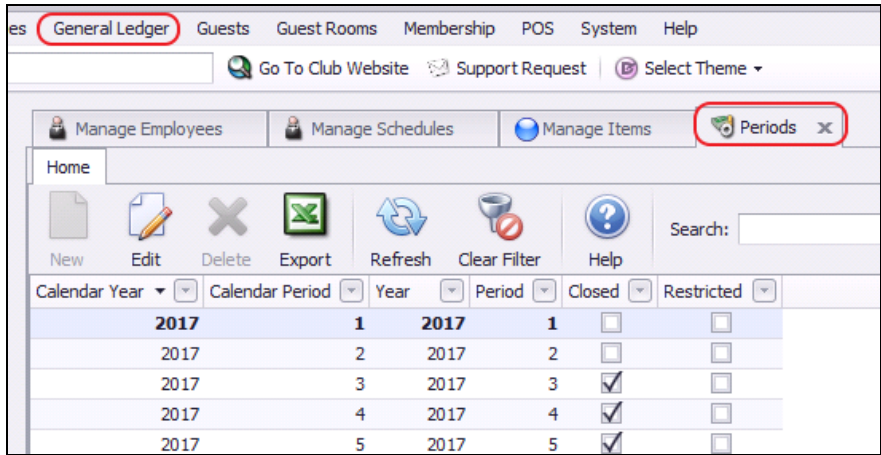 es General Ledger Guests Guest Rooms Membership POS System Help
Go To Club Website Support Request Select Theme
Manage Employees Manage Schedules Manage Items Periods x
Home
New Edit Delete Export Refresh Clear Filter Help Search:
Calendar Year Calendar Period Year Period Closed Restricted
2017 1 2017 1
2017 2 2017 2
2017 3 2017 3
2017 4 2017 4
2017 5 2017 5